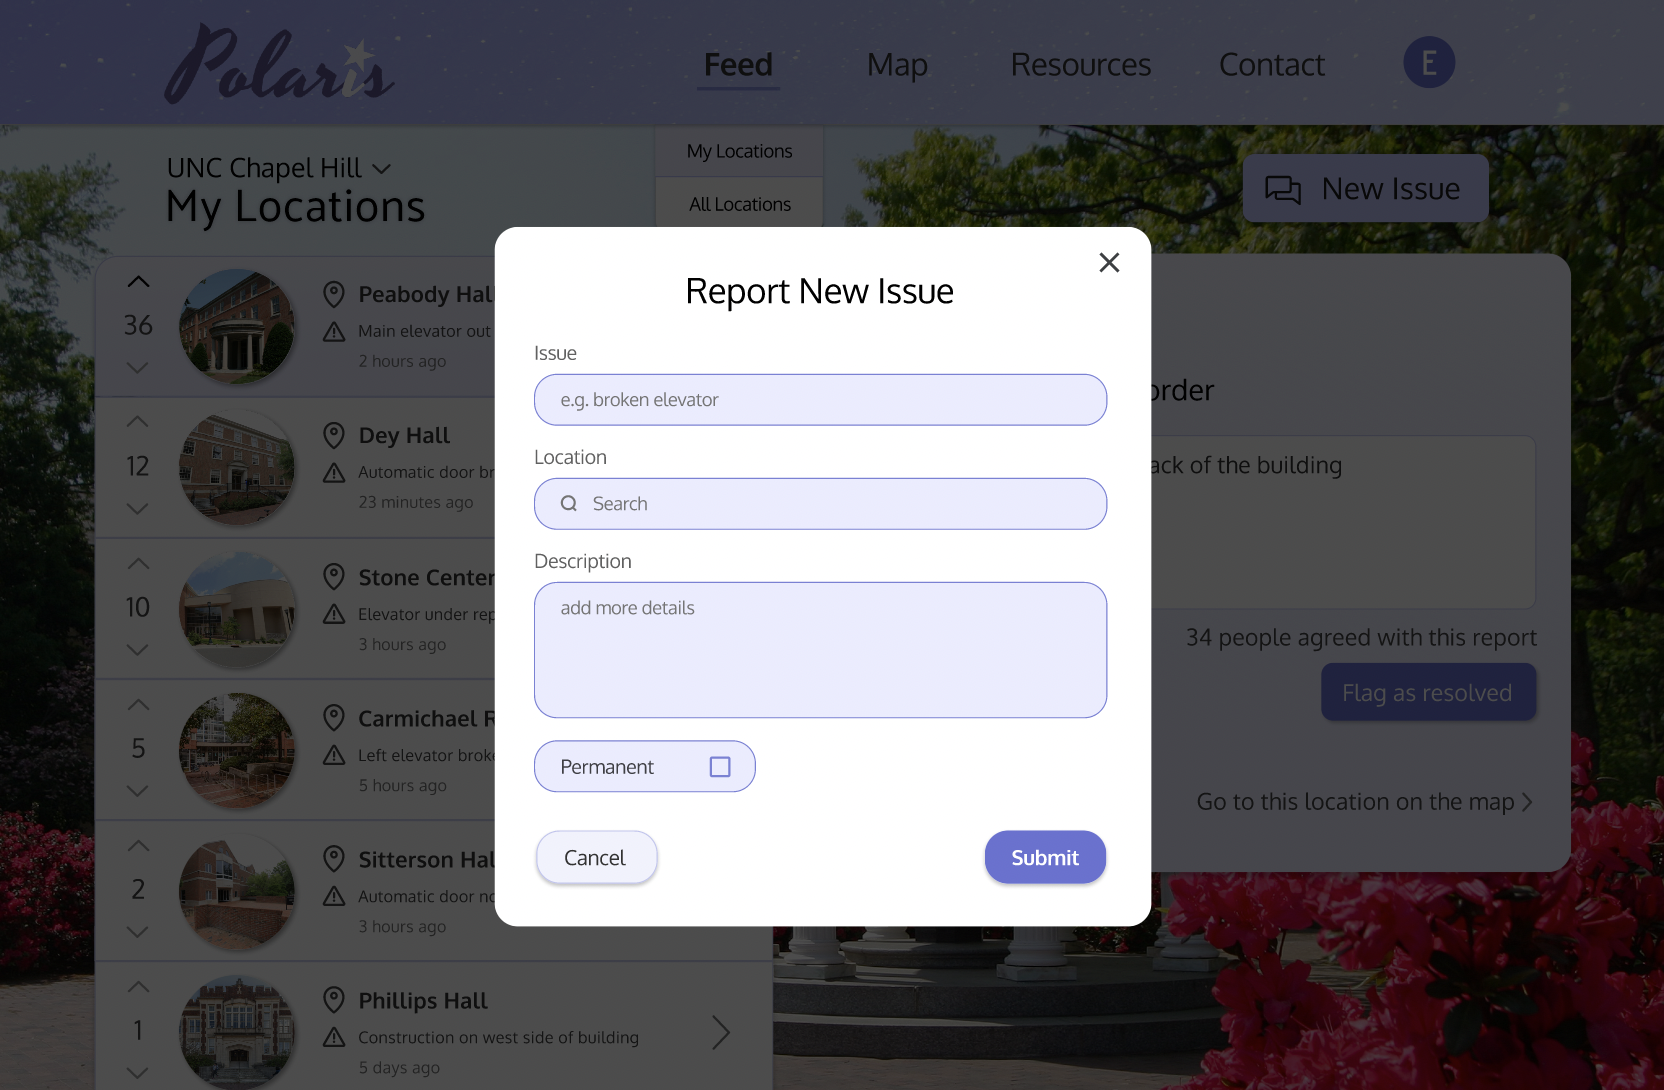 Polaris
Feed
Map
Resources
Contact
E
UNC Chapel Hill
My Locations
My Locations
All Locations
New Issue
36
Peabody Hall
Main elevator out
2 hours ago
12
Dey Hall
Automatic door br
23 minutes ago
10
Stone Center
Elevator under rep
3 hours ago
5
Carmichael R
Left elevator broke
5 hours ago
2
Sitterson Hal
Automatic door no
3 hours ago
1
Phillips Hall
Construction on west side of building
5 days ago
Report New Issue
Issue
e.g. broken elevator
Location
Search
Description
add more details
Permanent
Cancel
Submit
order
ack of the building
34 people agreed with this report
Flag as resolved
Go to this location on the map